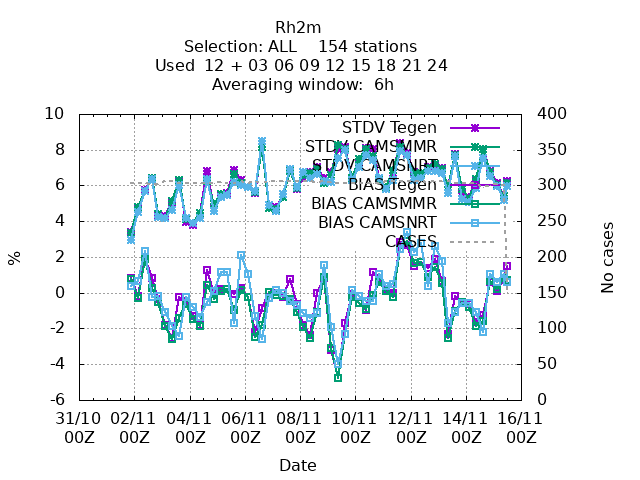 Rh2m
Selection: ALL    154 stations
Used  12 + 03 06 09 12 15 18 21 24
Averaging window:  6h
10
8
6
4
2
0
-2
-4
-6
%
400
350
300
250
200
150
100
50
0
No cases
STDV Tegen
STDV CAMSMMR
STDV CAMSNRT
BIAS Tegen
BIAS CAMSMMR
BIAS CAMSNRT
CASES
31/10 02/11 04/11 06/11 08/11 10/11 12/11 14/11 16/11
00Z 00Z 00Z 00Z 00Z 00Z 00Z 00Z 00Z
Date